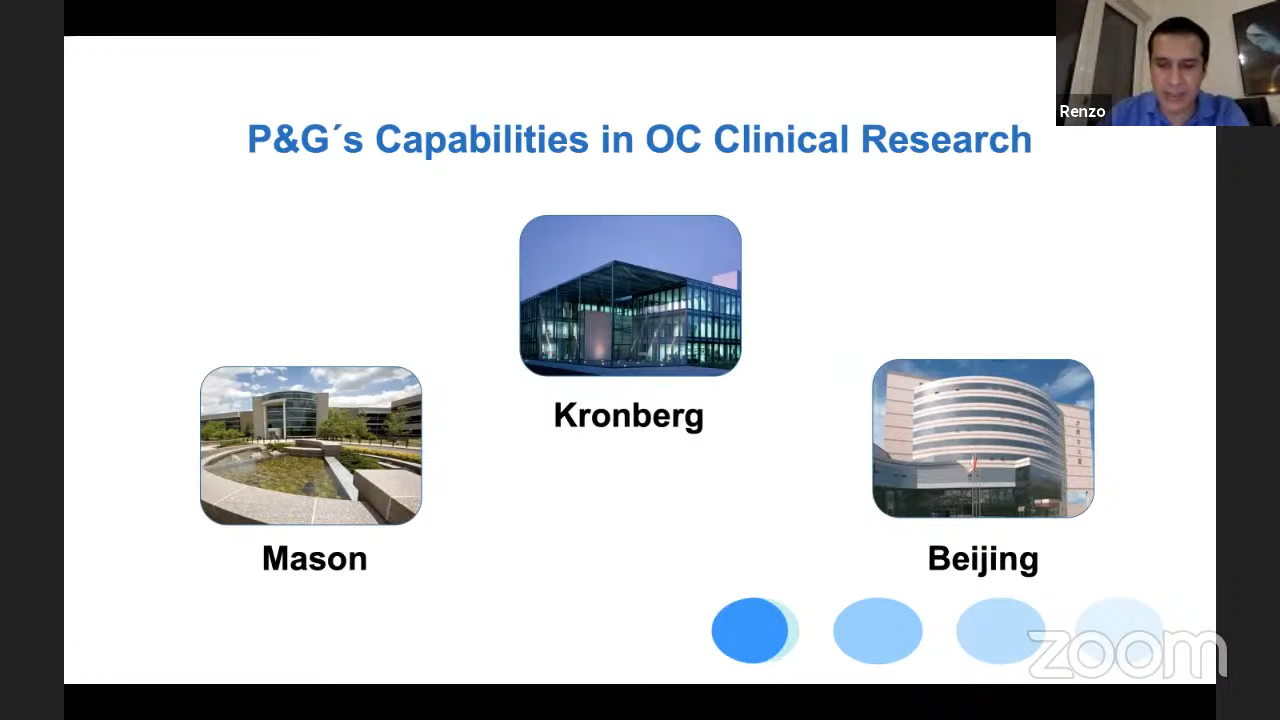 Renzo
P&G´s Capabilities in OC Clinical Research
Kronberg
Mason
Beijing
zoom